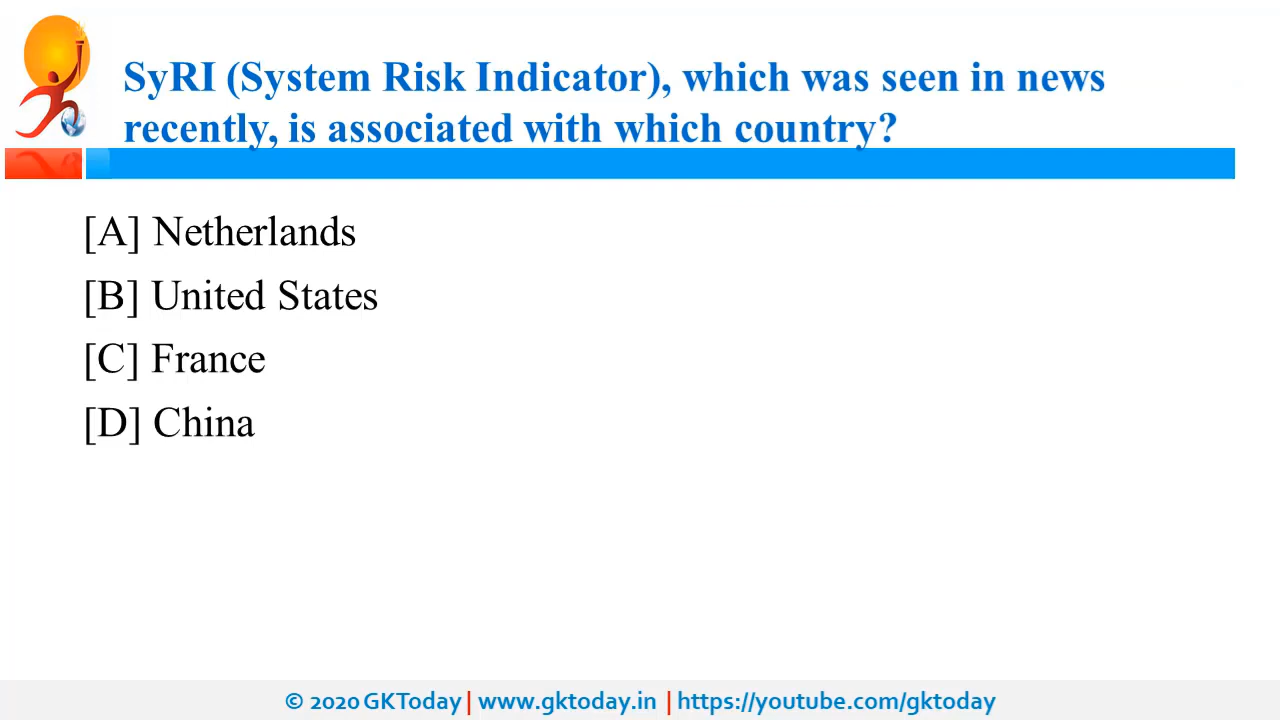 SyRI (System Risk Indicator), which was seen in news
recently, is associated with which country?
[A] Netherlands
[B] United States
[C] France
[D] China
© 2020 GKToday | www.gktoday.in | https://youtube.com/gktoday